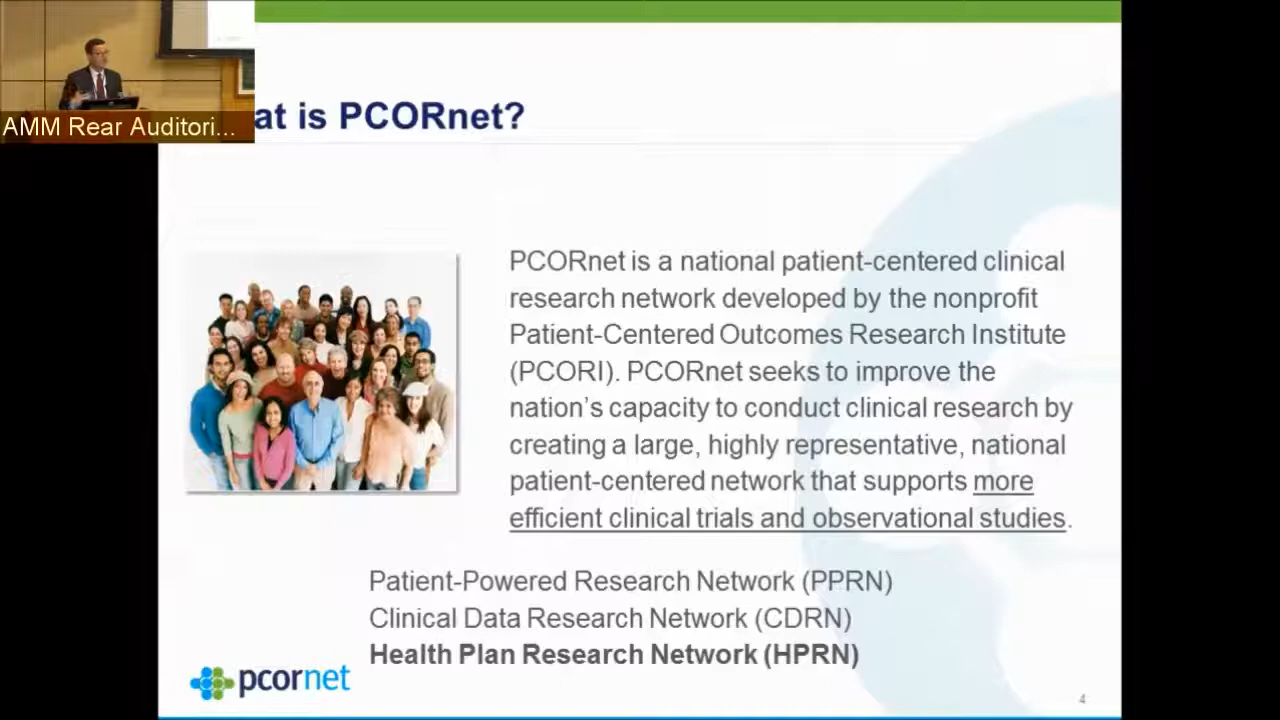 AMM Rear Auditori...
at is PCORnet?
PCORnet is a national patient-centered clinical
research network developed by the nonprofit
Patient-Centered Outcomes Research Institute
(PCORI). PCORnet seeks to improve the
nation's capacity to conduct clinical research by
creating a large, highly representative, national
patient-centered network that supports more
efficient clinical trials and observational studies.
Patient-Powered Research Network (PPRN)
Clinical Data Research Network (CDRN)
Health Plan Research Network (HPRN)
pcornet
4